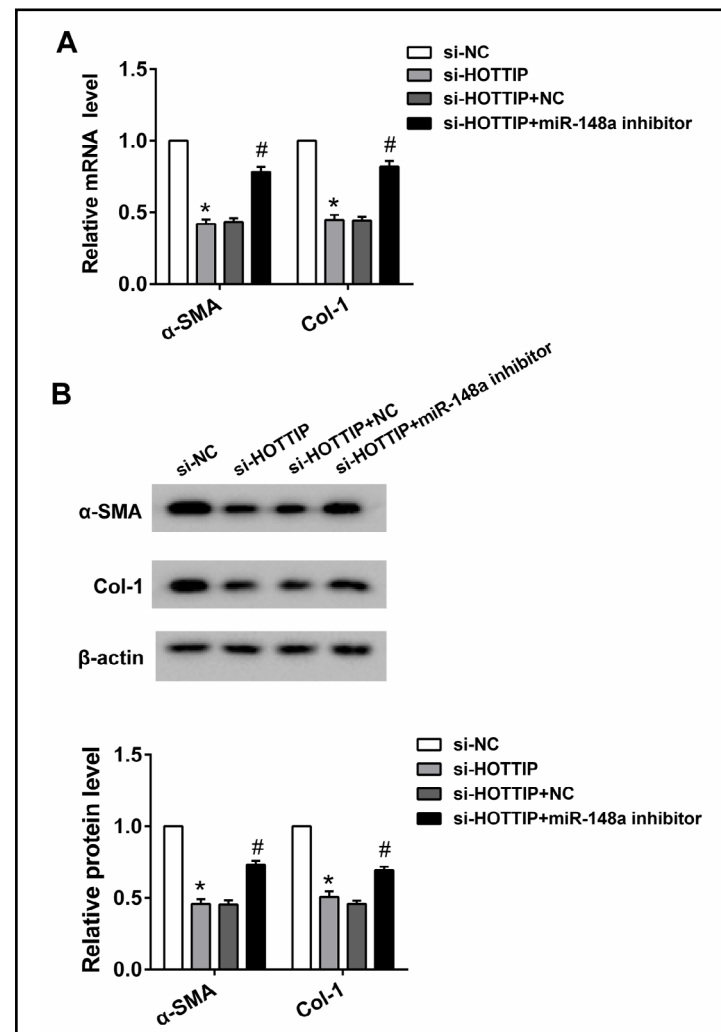 A
si-NC
si-HOTTIP
si-HOTTIP+NC
si-HOTTIP+miR-148a inhibitor
Relative mRNA level
1.5
1.0
0.5
0.0
*
#
*
#
α-SMA
Col-1
B
si-NC
si-HOTTIP
si-HOTTIP+NC
si-HOTTIP+miR-148a inhibitor
α-SMA
Col-1
β-actin
si-NC
si-HOTTIP
si-HOTTIP+NC
si-HOTTIP+miR-148a inhibitor
Relative protein level
1.5
1.0
0.5
0.0
*
#
*
#
α-SMA
Col-1